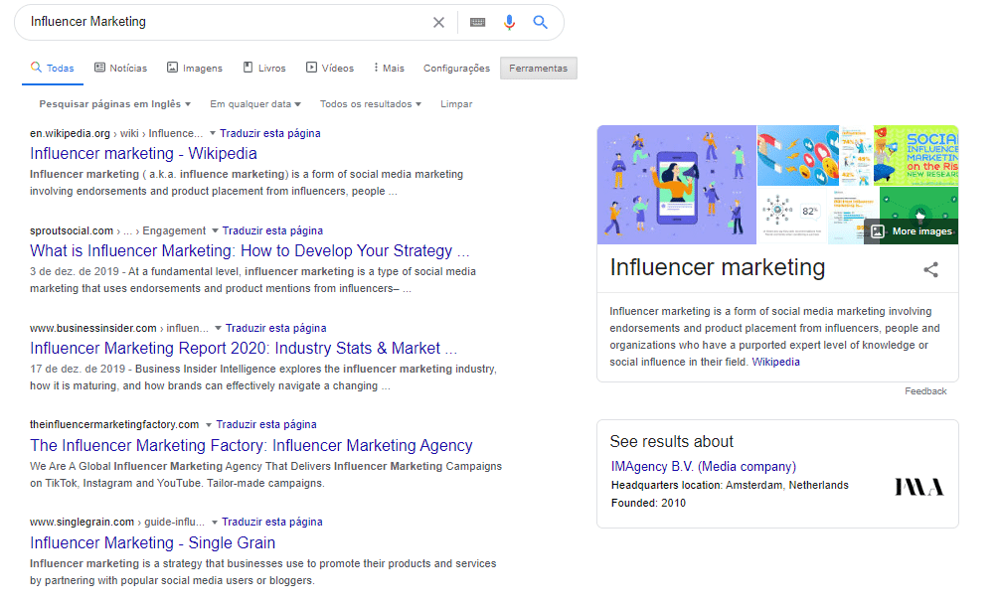 Influencer Marketing
Todas
Notícias
Imagens
Livros
Vídeos
Mais
Configurações
Ferramentas
Pesquisar páginas em Inglês
Em qualquer data
Todos os resultados
Limpar
en.wikipedia.org › wiki › Influence... Traduzir esta página
Influencer marketing - Wikipedia
Influencer marketing ( a.k.a. influence marketing) is a form of social media marketing
involving endorsements and product placement from influencers, people ...
sproutsocial.com › ... › Engagement Traduzir esta página
What is Influencer Marketing: How to Develop Your Strategy ...
3 de dez. de 2019 - At a fundamental level, influencer marketing is a type of social media
marketing that uses endorsements and product mentions from influencers– ...
www.businessinsider.com › influen... Traduzir esta página
Influencer Marketing Report 2020: Industry Stats & Market ...
17 de dez. de 2019 - Business Insider Intelligence explores the influencer marketing industry,
how it is maturing, and how brands can effectively navigate a changing ...
theinfluencermarketingfactory.com Traduzir esta página
The Influencer Marketing Factory: Influencer Marketing Agency
We Are A Global Influencer Marketing Agency That Delivers Influencer Marketing Campaigns
on TikTok, Instagram and YouTube. Tailor-made campaigns.
www.singlegrain.com › guide-influ... Traduzir esta página
Influencer Marketing - Single Grain
Influencer marketing is a strategy that businesses use to promote their products and services
by partnering with popular social media users or bloggers.
SOCIAL
INFLUENCE
MARKETIN
on the Ris
NEW RESEAR
82%
More images
Influencer marketing
Influencer marketing is a form of social media marketing involving
endorsements and product placement from influencers, people and
organizations who have a purported expert level of knowledge or
social influence in their field. Wikipedia
Feedback
See results about
IMAgency B.V. (Media company)
Headquarters location: Amsterdam, Netherlands
Founded: 2010
IMA